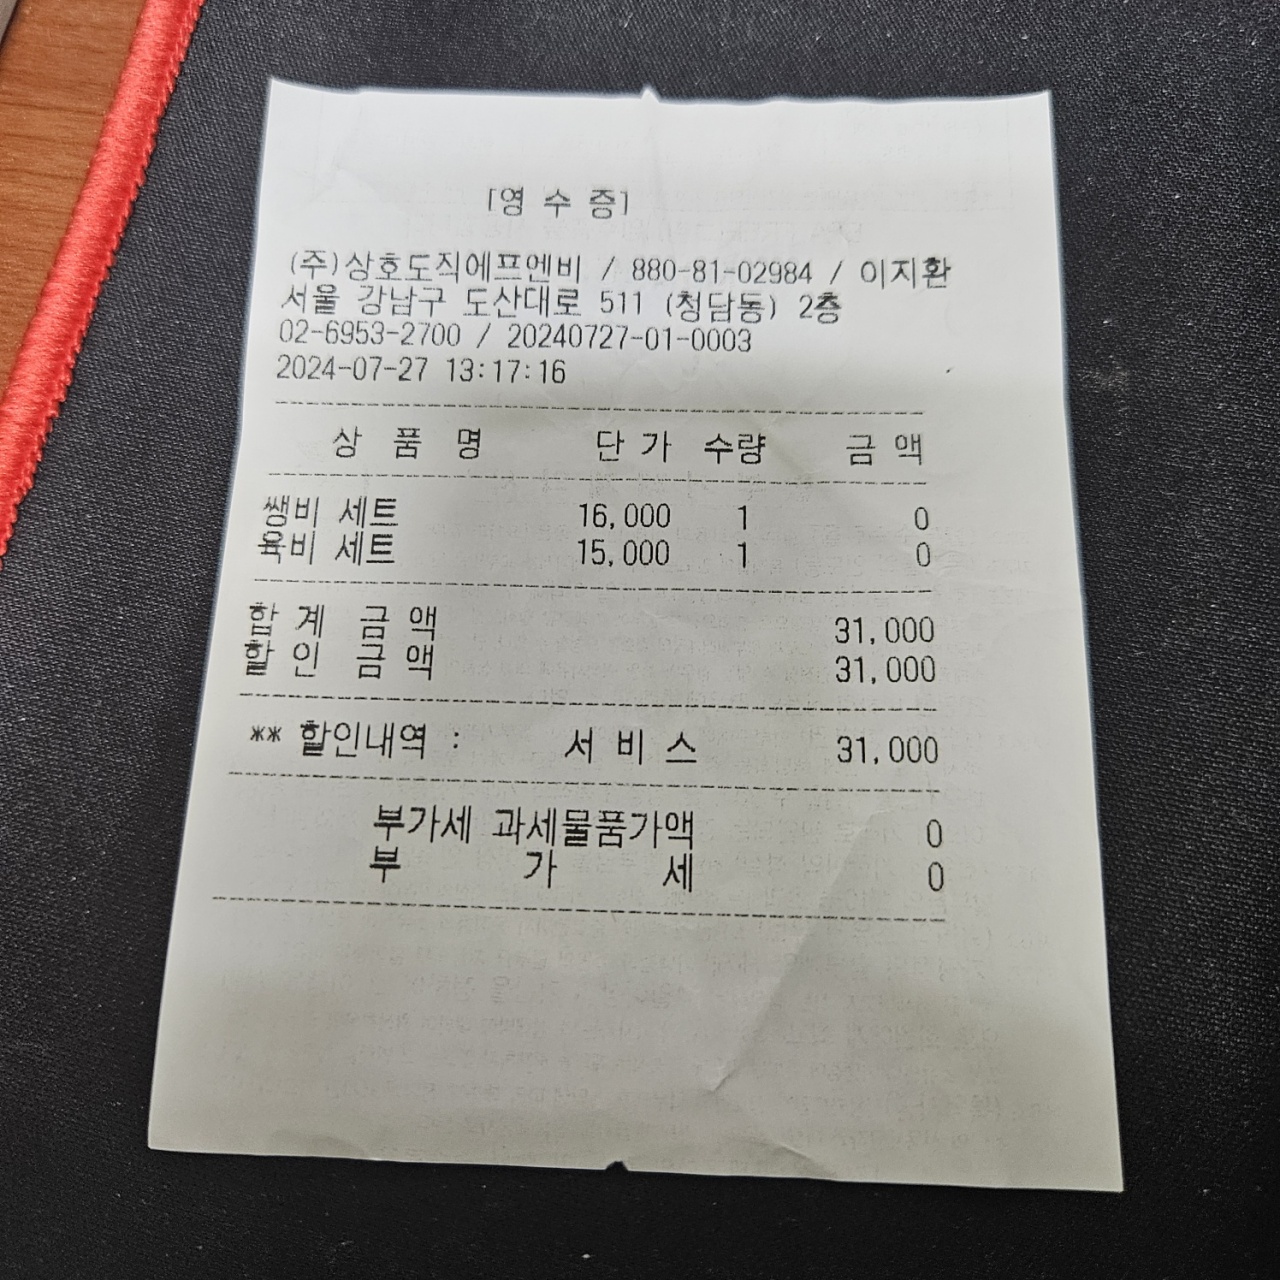 [영 수 증]
(주)상호도직에프엔비 / 880-81-02984 / 이지환
서울 강남구 도산대로 511 (청담동) 2층
02-6953-2700 / 20240727-01-0003
2024-07-27 13:17:16
상 품 명 단 가 수량 금 액
쌩비 세트 16,000 1 0
육비 세트 15,000 1 0
합 계 금 액 31,000
할 인 금 액 31,000
** 할인내역 : 서 비 스 31,000
부가세 과세물품가액 0
부 가 세 0